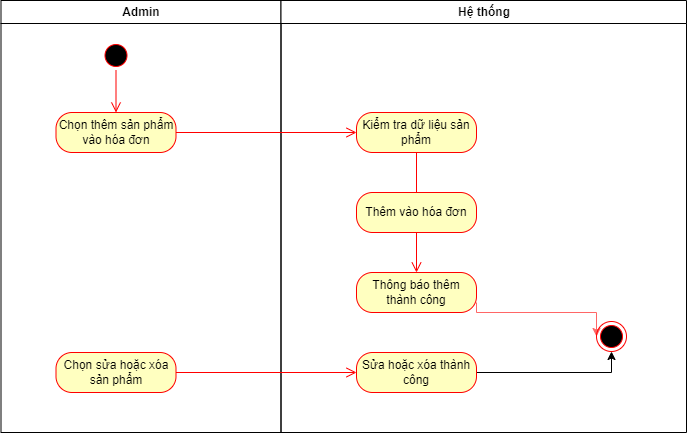 Admin
Hệ thống
Chọn thêm sản phẩm
vào hóa đơn
Kiểm tra dữ liệu sản
phẩm
Thêm vào hóa đơn
Thông báo thêm
thành công
Chọn sửa hoặc xóa
sản phẩm
Sửa hoặc xóa thành
công